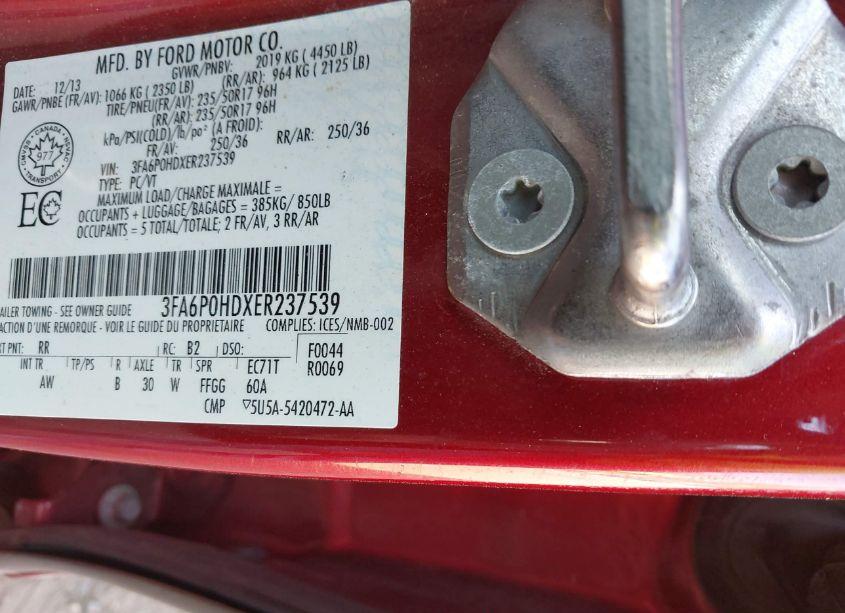 MFD. BY FORD MOTOR CO.
DATE: 12/13 GVWR/PNBV: 2019 KG ( 4450 LB)
GAWR/PNBE (FR/AV): 1066 KG ( 2350 LB) (RR/AR): 964 KG ( 2125 LB)
TIRE/PNEU(FR/AV): 235/50R17 96H
(RR/AR): 235/50R17 96H
kPa/PSI(COLD)/lb/po² (A FROID):
FR/AV: 250/36 RR/AR: 250/36
VIN: 3FA6P0HDXER237539
TYPE: PC/VT
MAXIMUM LOAD/CHARGE MAXIMALE =
OCCUPANTS + LUGGAGE/BAGAGES = 385KG/ 850LB
OCCUPANTS = 5 TOTAL/TOTALE; 2 FR/AV, 3 RR/AR
CANADA
977
TRANSPORT
EC
3FA6P0HDXER237539
AILER TOWING - SEE OWNER GUIDE
ACTION D'UNE REMORQUE - VOIR LE GUIDE DU PROPRIETAIRE COMPLIES: ICES/NMB-002
PNT: RR RC: B2 DSO: F0044
INT TR TP/PS R AXLE TR SPR EC71T R0069
AW B 30 W FFGG 60A
CMP ▽5U5A-5420472-AA